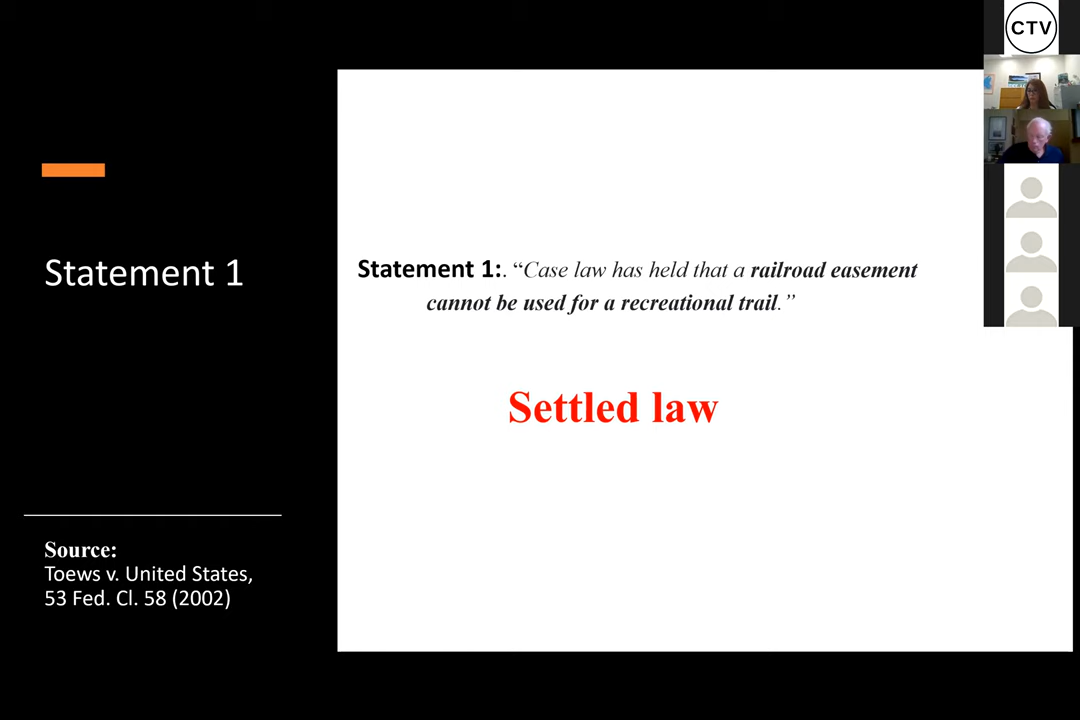 CTV
Statement 1
Statement 1:. “Case law has held that a railroad easement
cannot be used for a recreational trail.”
Settled law
Source:
Toews v. United States,
53 Fed. Cl. 58 (2002)